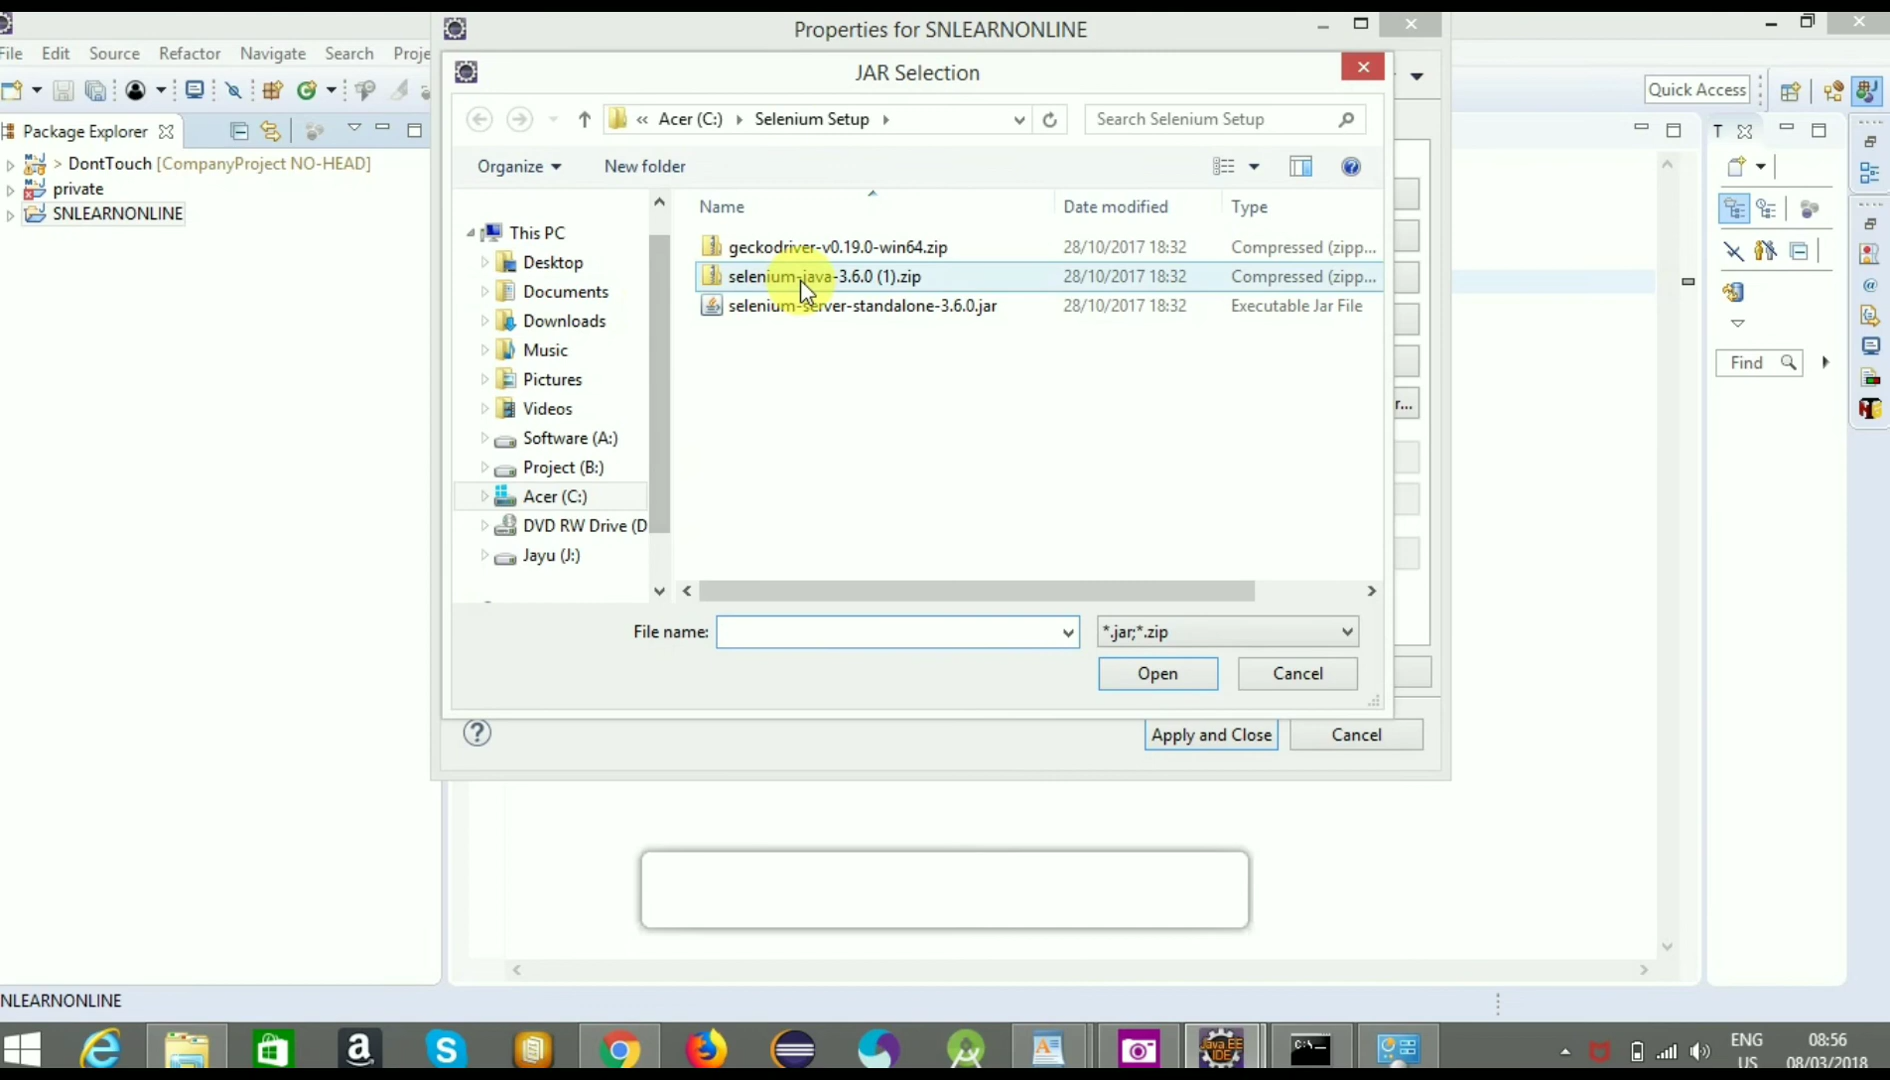 Properties for SNLEARNONLINE
File Edit Source Refactor Navigate Search Proje
JAR Selection
Quick Access
« Acer (C:) Selenium Setup
Search Selenium Setup
Package Explorer
T
> DontTouch [CompanyProject NO-HEAD]
private
SNLEARNONLINE
Organize New folder
Name Date modified Type
geckodriver-v0.19.0-win64.zip 28/10/2017 18:32 Compressed (zipp...
selenium-java-3.6.0 (1).zip 28/10/2017 18:32 Compressed (zipp...
selenium-server-standalone-3.6.0.jar 28/10/2017 18:32 Executable Jar File
This PC
Desktop
Documents
Downloads
Music
Pictures
Videos
Software (A:)
Project (B:)
Acer (C:)
DVD RW Drive (D
Jayu (J:)
Find
r...
File name:
*.jar;*.zip
Open Cancel
Apply and Close Cancel
NLEARNONLINE
Java EE
IDE
C:\_
ENG
US
08:56
08/03/2018